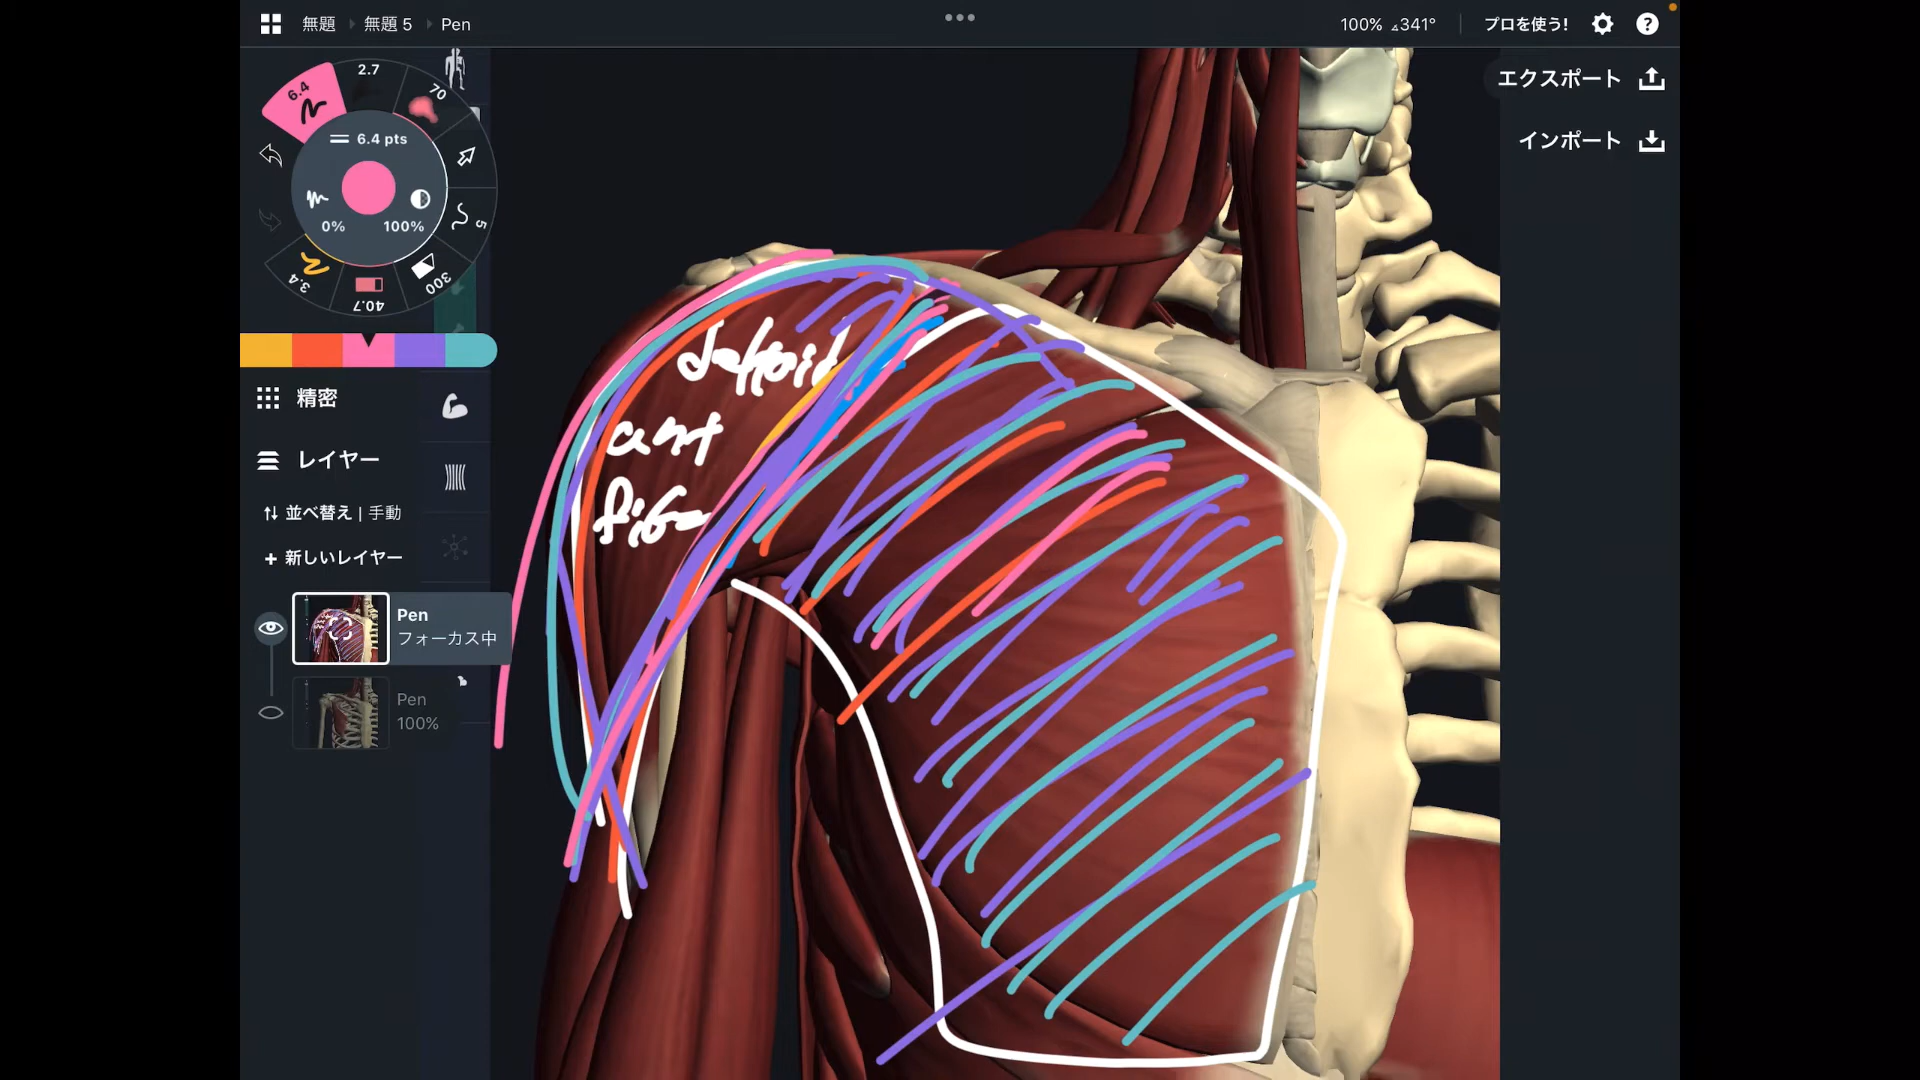 無題 無題 5 Pen
100% ⊿341° プロを使う!
エクスポート
インポート
2.7
6.4
70
6.4 pts
0% 100%
5
3.4
40.7
300
精密
レイヤー
並べ替え | 手動
+ 新しいレイヤー
Pen
フォーカス中
Pen
100%
deltoid
ant
fiber